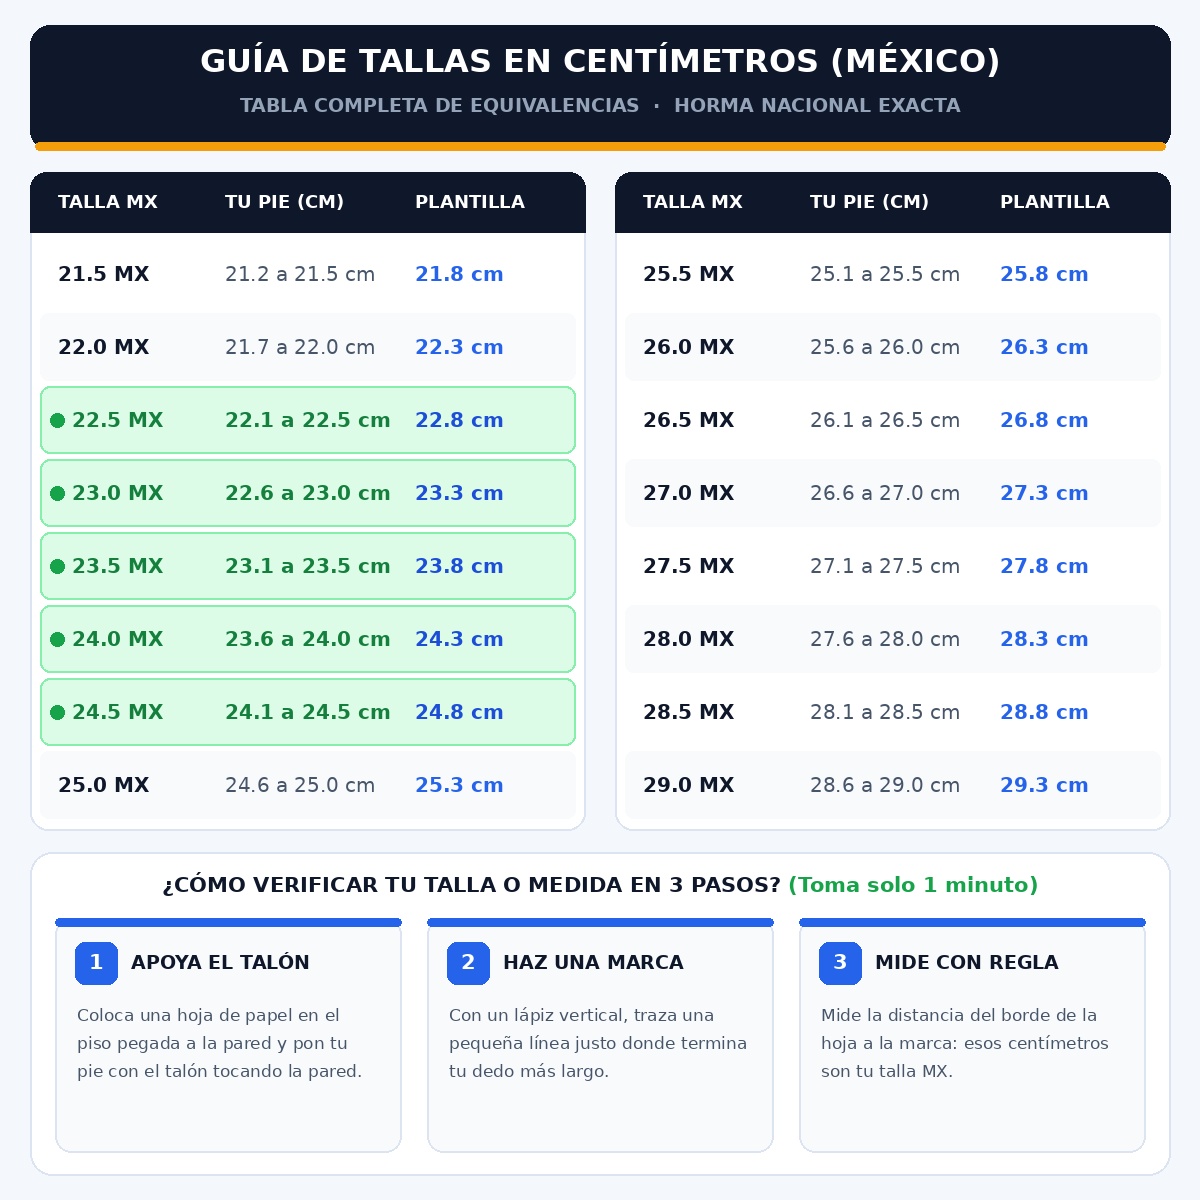 GUÍA DE TALLAS EN CENTÍMETROS (MÉXICO)
TABLA COMPLETA DE EQUIVALENCIAS · HORMA NACIONAL EXACTA
TALLA MX TU PIE (CM) PLANTILLA
21.5 MX 21.2 a 21.5 cm 21.8 cm
22.0 MX 21.7 a 22.0 cm 22.3 cm
22.5 MX 22.1 a 22.5 cm 22.8 cm
23.0 MX 22.6 a 23.0 cm 23.3 cm
23.5 MX 23.1 a 23.5 cm 23.8 cm
24.0 MX 23.6 a 24.0 cm 24.3 cm
24.5 MX 24.1 a 24.5 cm 24.8 cm
25.0 MX 24.6 a 25.0 cm 25.3 cm
TALLA MX TU PIE (CM) PLANTILLA
25.5 MX 25.1 a 25.5 cm 25.8 cm
26.0 MX 25.6 a 26.0 cm 26.3 cm
26.5 MX 26.1 a 26.5 cm 26.8 cm
27.0 MX 26.6 a 27.0 cm 27.3 cm
27.5 MX 27.1 a 27.5 cm 27.8 cm
28.0 MX 27.6 a 28.0 cm 28.3 cm
28.5 MX 28.1 a 28.5 cm 28.8 cm
29.0 MX 28.6 a 29.0 cm 29.3 cm
¿CÓMO VERIFICAR TU TALLA O MEDIDA EN 3 PASOS? (Toma solo 1 minuto)
1 APOYA EL TALÓN
Coloca una hoja de papel en el
piso pegada a la pared y pon tu
pie con el talón tocando la pared.
2 HAZ UNA MARCA
Con un lápiz vertical, traza una
pequeña línea justo donde termina
tu dedo más largo.
3 MIDE CON REGLA
Mide la distancia del borde de la
hoja a la marca: esos centímetros
son tu talla MX.